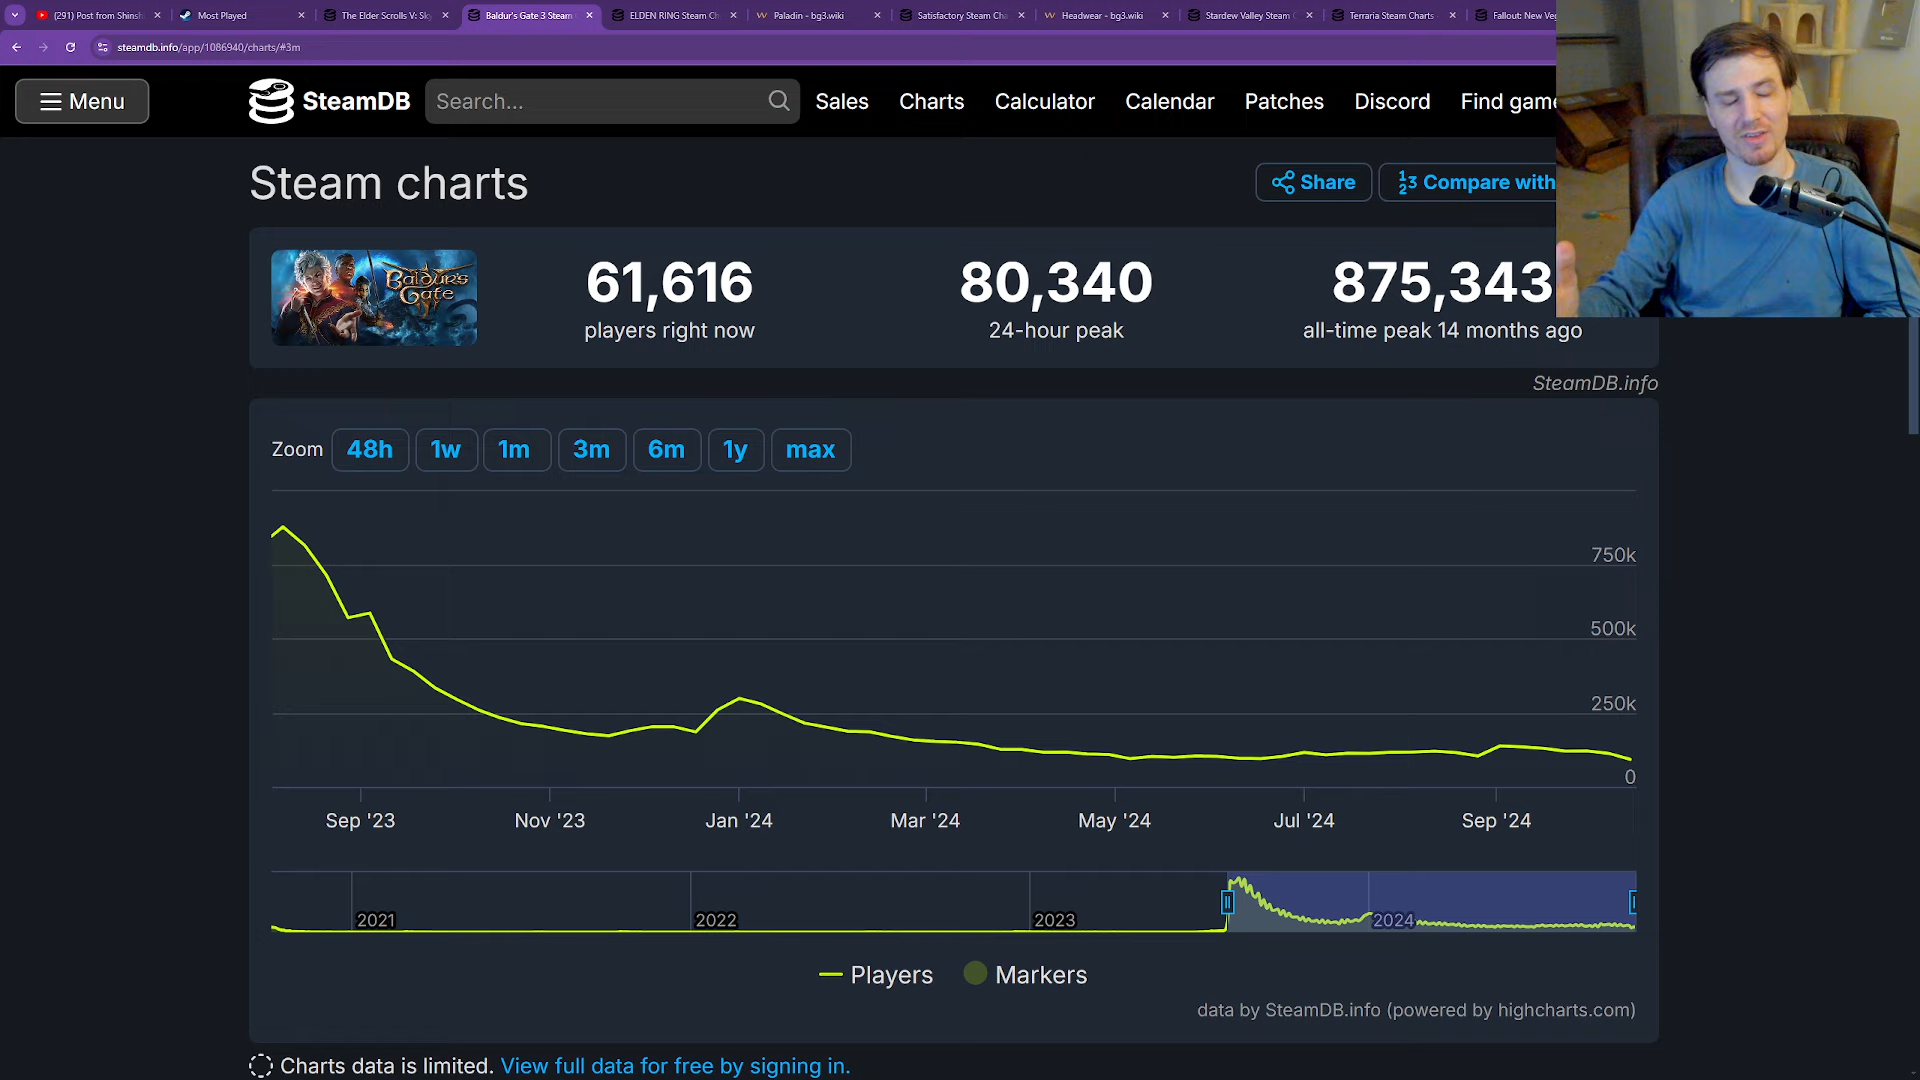 (291) Post from Shinsh
Most Played
The Elder Scrolls V: Sk
Baldur's Gate 3 Steam
ELDEN RING Steam Ch
Paladin - bg3.wiki
Satisfactory Steam Cha
Headwear - bg3.wiki
Stardew Valley Steam C
Terraria Steam Charts
Fallout: New Veg
steamdb.info/app/1086940/charts/#3m
Menu
SteamDB
Search...
Sales
Charts
Calculator
Calendar
Patches
Discord
Find game
Steam charts
Share
Compare with
Baldur's Gate
61,616
players right now
80,340
24-hour peak
875,343
all-time peak 14 months ago
SteamDB.info
Zoom
48h
1w
1m
3m
6m
1y
max
750k
500k
250k
0
Sep '23
Nov '23
Jan '24
Mar '24
May '24
Jul '24
Sep '24
2021
2022
2023
2024
Players
Markers
data by SteamDB.info (powered by highcharts.com)
Charts data is limited. View full data for free by signing in.